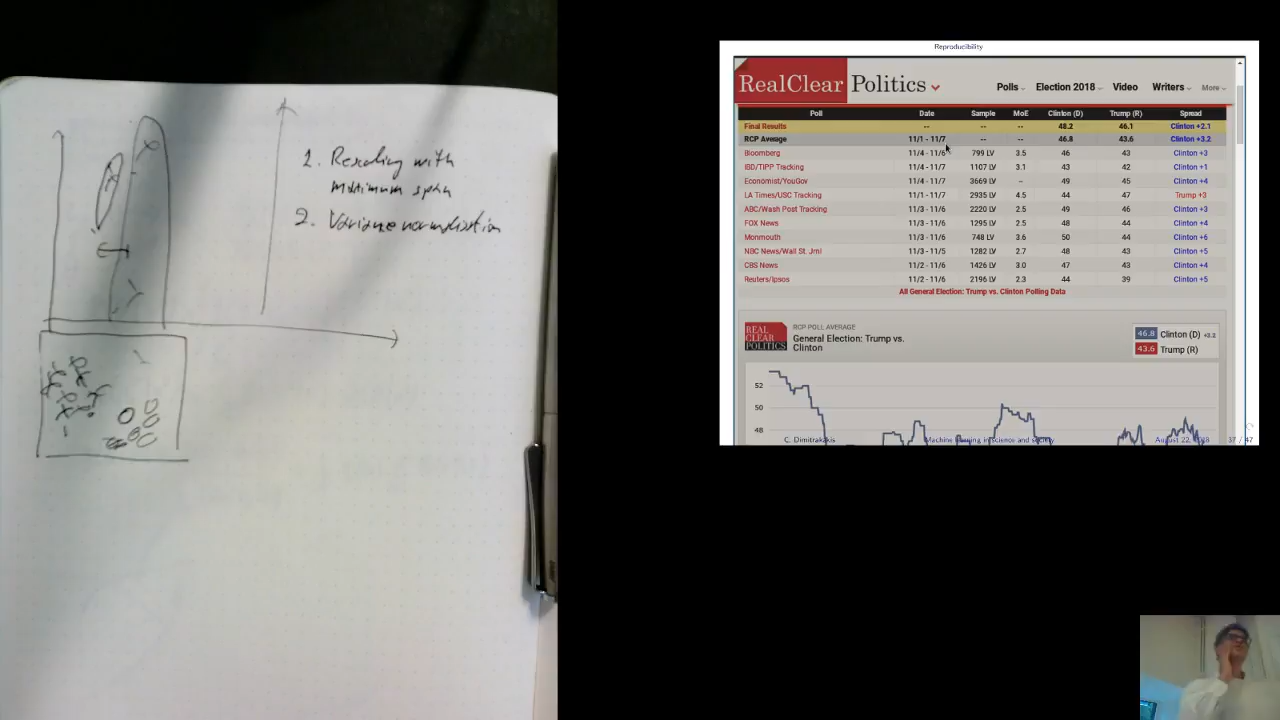 1. Rescaling with
maximum span
2. Variance normalization
Reproducibility
RealClear Politics
Polls Election 2018 Video Writers More
Poll Date Sample MoE Clinton (D) Trump (R) Spread
Final Results -- -- -- 48.2 46.1 Clinton +2.1
RCP Average 11/1 - 11/7 -- -- 46.8 43.6 Clinton +3.2
Bloomberg 11/4 - 11/6 799 LV 3.5 46 43 Clinton +3
IBD/TIPP Tracking 11/4 - 11/7 1107 LV 3.1 43 42 Clinton +1
Economist/YouGov 11/4 - 11/7 3669 LV -- 49 45 Clinton +4
LA Times/USC Tracking 11/1 - 11/7 2935 LV 4.5 44 47 Trump +3
ABC/Wash Post Tracking 11/3 - 11/6 2220 LV 2.5 49 46 Clinton +3
FOX News 11/3 - 11/6 1295 LV 2.5 48 44 Clinton +4
Monmouth 11/3 - 11/6 748 LV 3.6 50 44 Clinton +6
NBC News/Wall St. Jrnl 11/3 - 11/5 1282 LV 2.7 48 43 Clinton +5
CBS News 11/2 - 11/6 1426 LV 3.0 47 43 Clinton +4
Reuters/Ipsos 11/2 - 11/6 2196 LV 2.3 44 39 Clinton +5
All General Election: Trump vs. Clinton Polling Data
REAL CLEAR POLITICS
RCP POLL AVERAGE
General Election: Trump vs.
Clinton
46.8 Clinton (D) +3.2
43.6 Trump (R)
52
50
48
C. Dimitrakakis Machine learning in science and society August 22, 2018 37 / 47